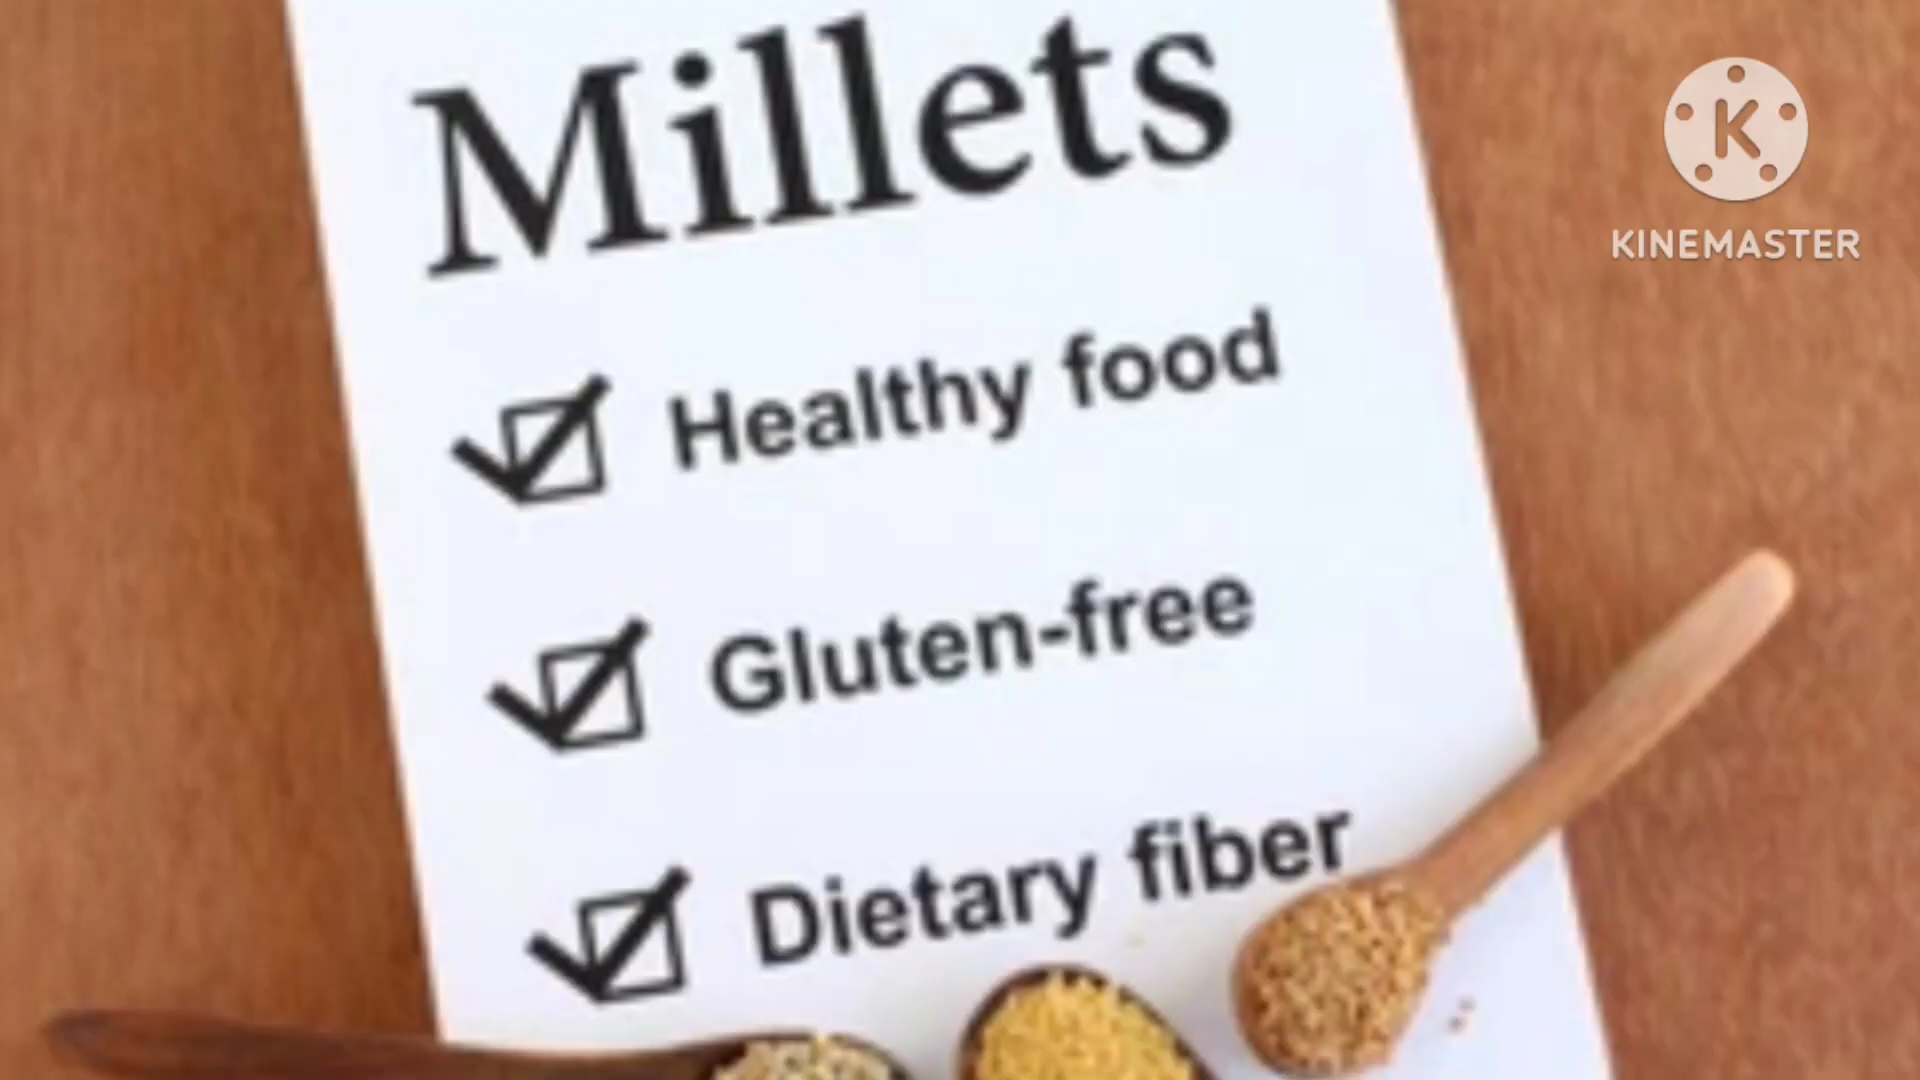 Millets
Healthy food
Gluten-free
Dietary fiber
K
KINEMASTER